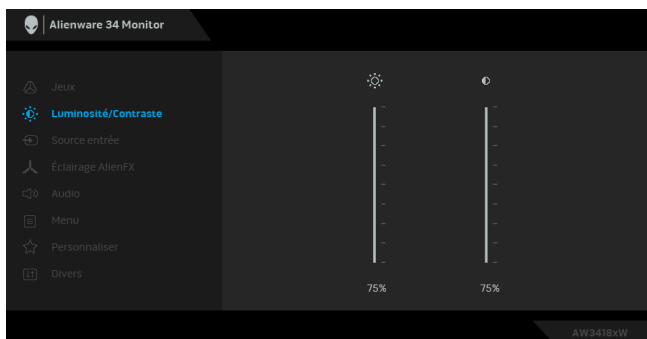 Alienware 34 Monitor
Jeux
Luminosité/Contraste
Source entrée
Éclairage AlienFX
Audio
Menu
Personnaliser
Divers
75% 75%
AW3418xW